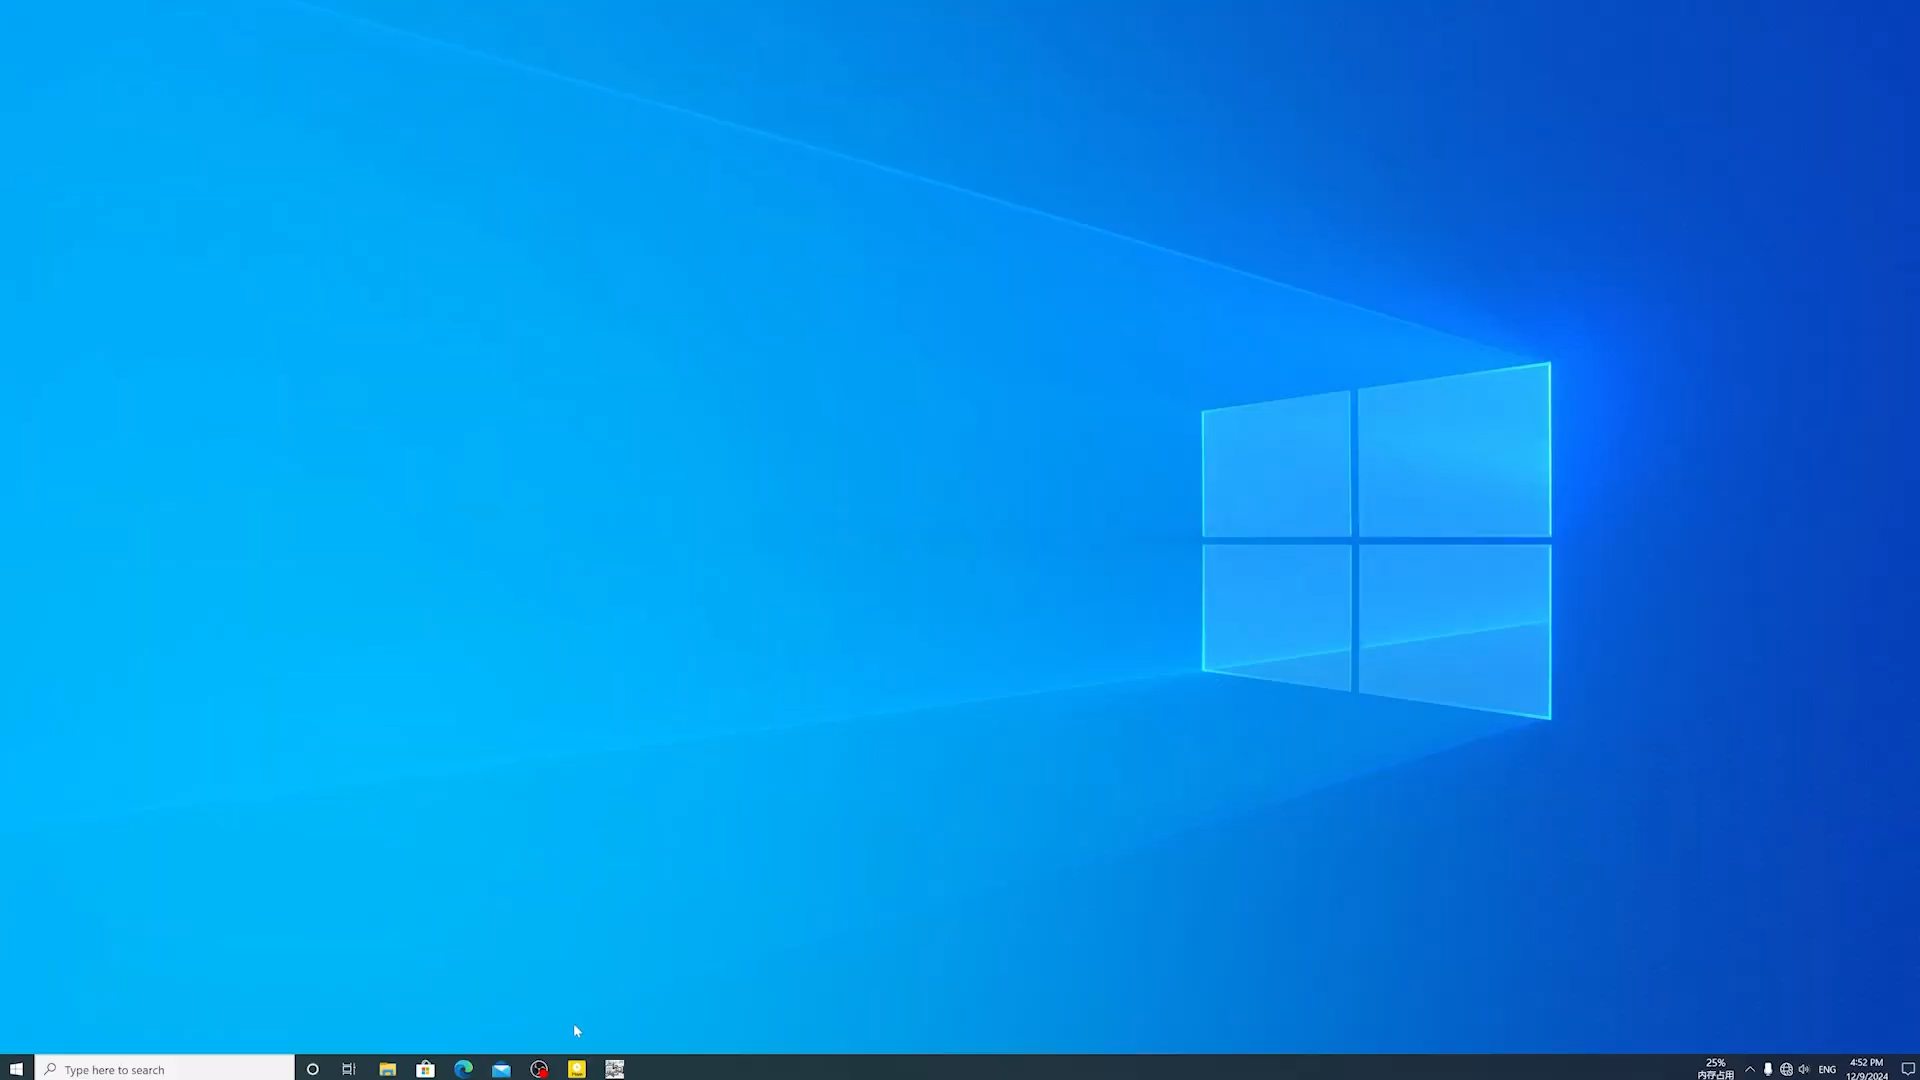 Type here to search
25%
内存占用
ENG
4:52 PM
12/9/2024